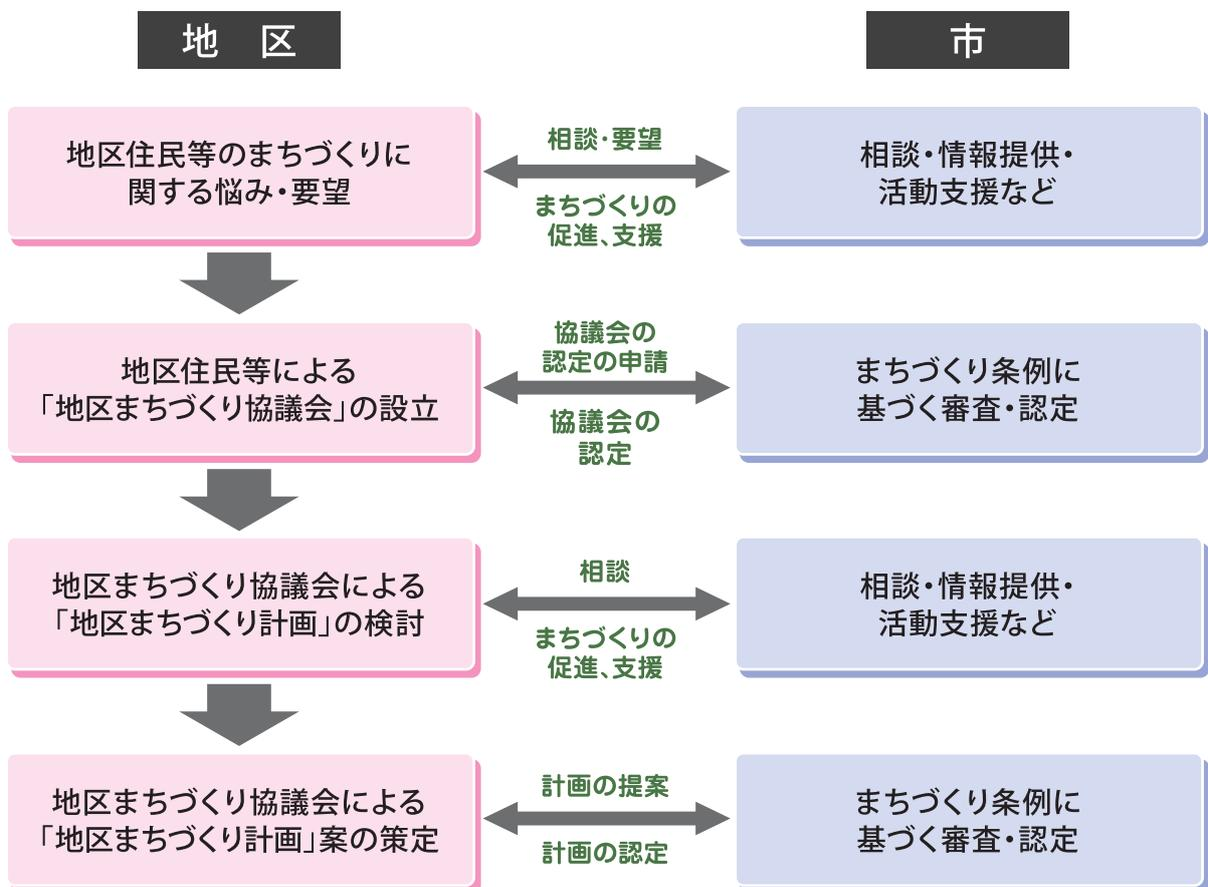 地 区
市
地区住民等のまちづくりに
関する悩み・要望
相談・要望
まちづくりの
促進、支援
相談・情報提供・
活動支援など
地区住民等による
「地区まちづくり協議会」の設立
協議会の
認定の申請
協議会の
認定
まちづくり条例に
基づく審査・認定
地区まちづくり協議会による
「地区まちづくり計画」の検討
相談
まちづくりの
促進、支援
相談・情報提供・
活動支援など
地区まちづくり協議会による
「地区まちづくり計画」案の策定
計画の提案
計画の認定
まちづくり条例に
基づく審査・認定